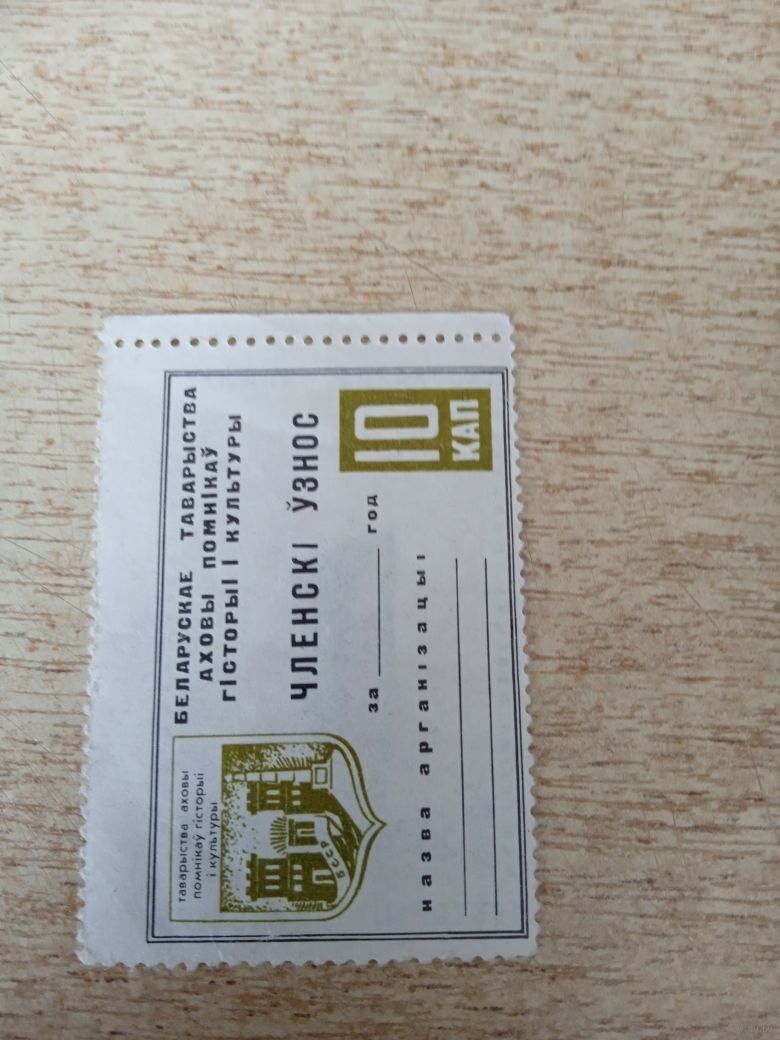 БЕЛАРУСКАЕ ТАВАРЫСТВА
АХОВЫ ПОМНІКАЎ
ГІСТОРЫІ І КУЛЬТУРЫ
таварыства аховы
помнікаў гісторыі
і культуры
БССР
ЧЛЕНСКІ ЎЗНОС
за год
10
КАП
назва арганізацыі